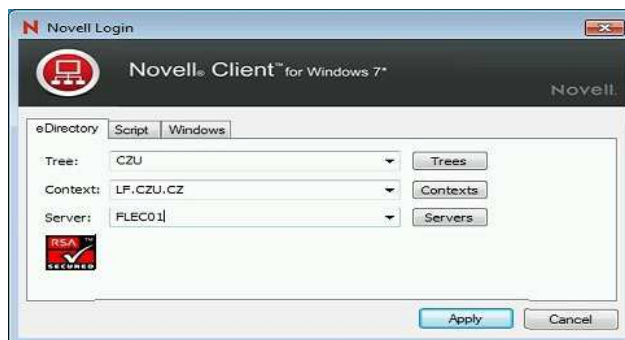 Novell Login
Novell® Client™ for Windows 7*
Novell.
eDirectory Script Windows
Tree: CZU Trees
Context: LF.CZU.CZ Contexts
Server: FLEC01 Servers
RSA™
SECURED
Apply Cancel